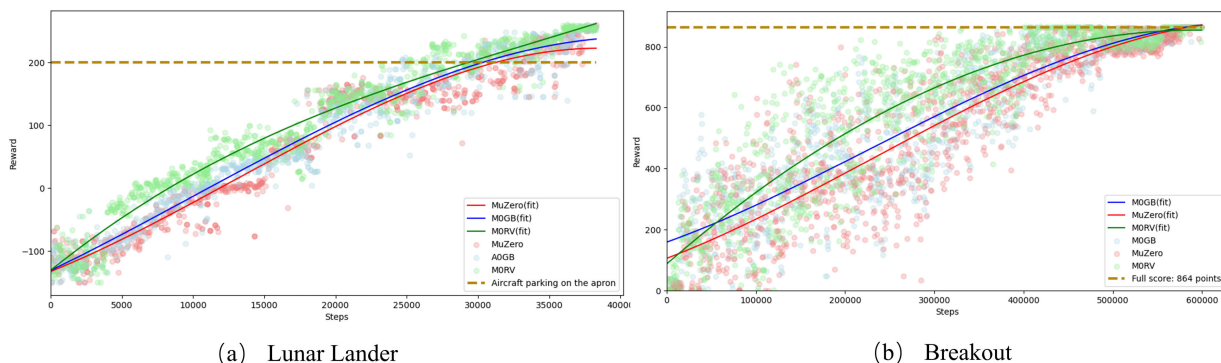 200
100
0
−100
Reward
0
5000
10000
15000
20000
25000
30000
35000
40000
Steps
MuZero(fit)
M0GB(fit)
M0RV(fit)
MuZero
A0GB
M0RV
Aircraft parking on the apron
(a) Lunar Lander
800
600
400
200
0
Reward
0
100000
200000
300000
400000
500000
600000
Steps
M0GB(fit)
MuZero(fit)
M0RV(fit)
M0GB
MuZero
M0RV
Full score: 864 points
(b) Breakout